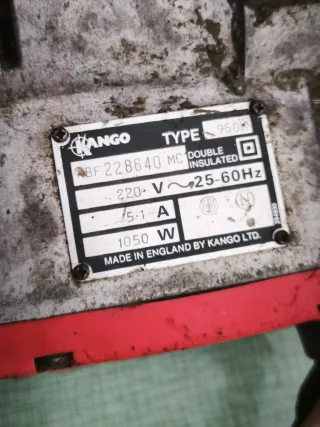 KANGO TYPE 950K
BF 228640 MC DOUBLE INSULATED
220 V ~ 25-60Hz
5.1 A
1050 W N
MADE IN ENGLAND BY KANGO LTD.